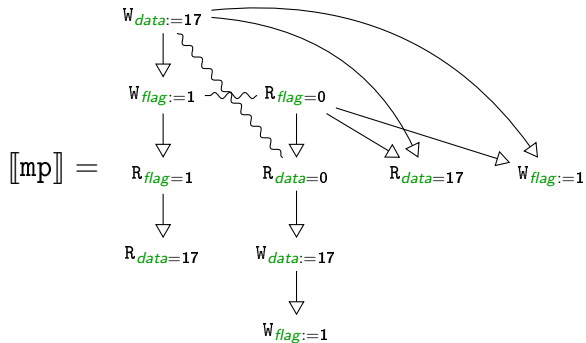 W data:=17
W flag:=1 R flag=0
⟦mp⟧ = R flag=1 R data=0 R data=17 W flag:=1
R data=17 W data:=17
W flag:=1